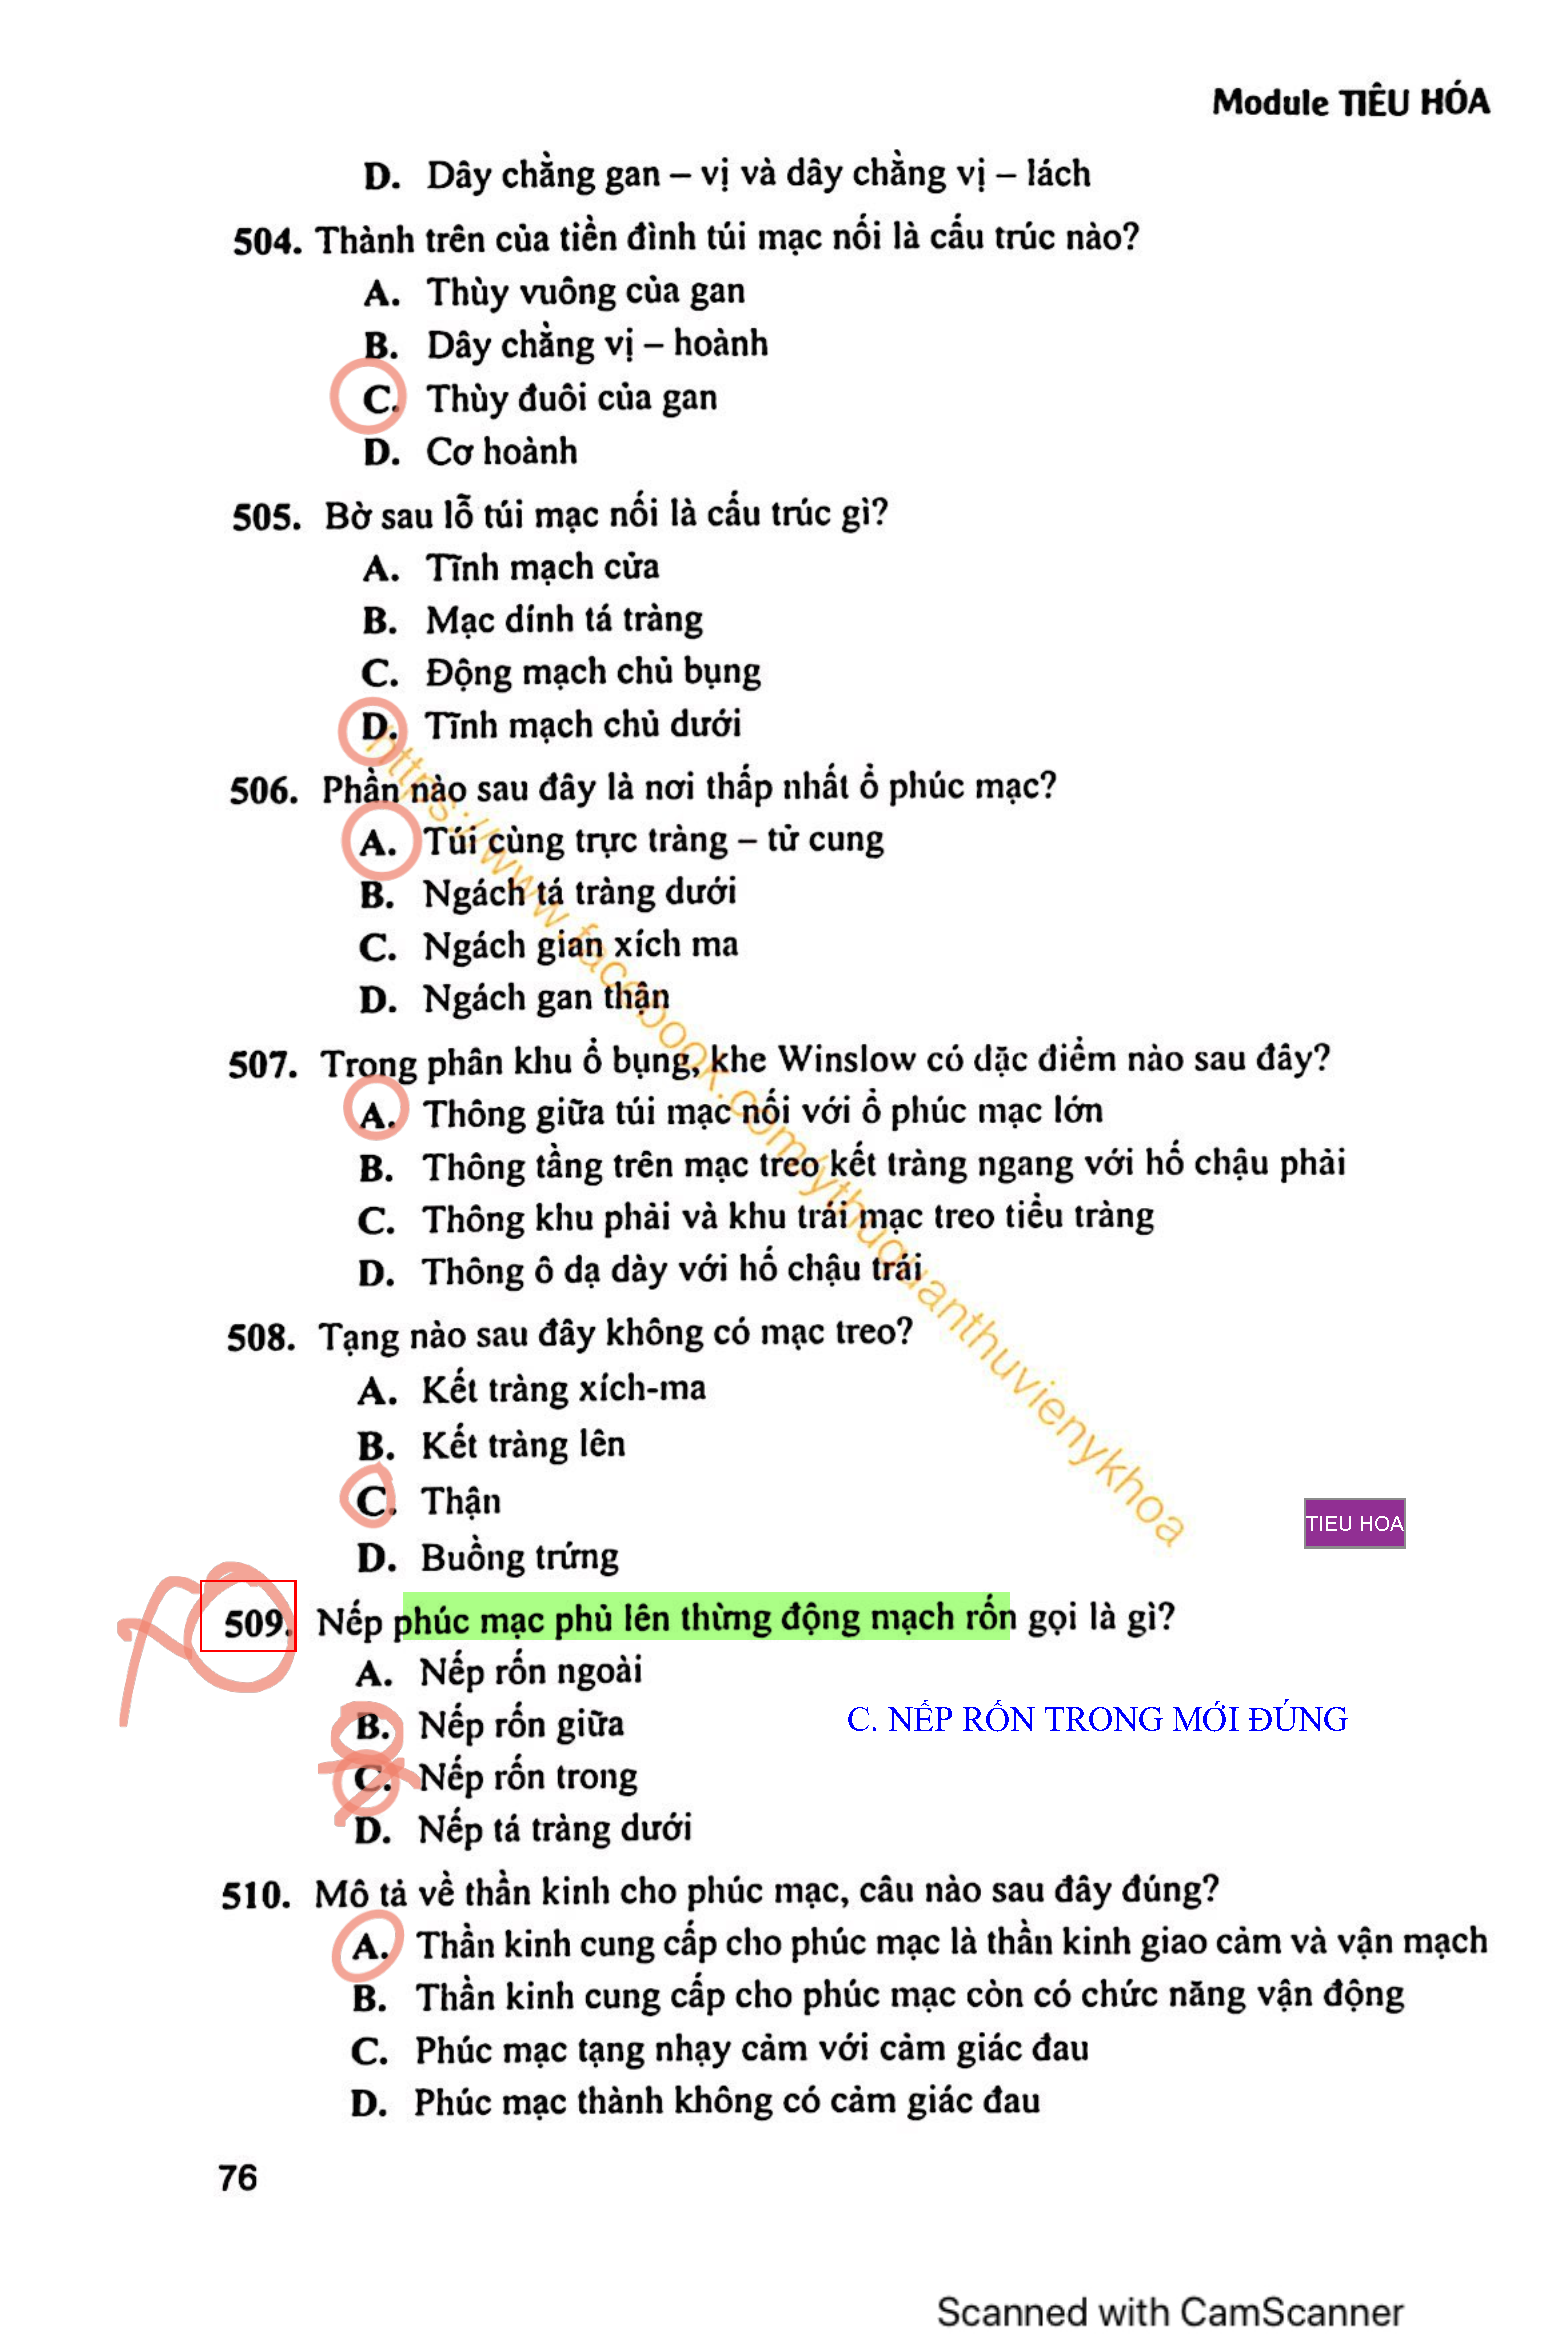 Module TIÊU HÓA
D. Dây chằng gan – vị và dây chằng vị – lách
504. Thành trên của tiền đình túi mạc nối là cấu trúc nào?
A. Thùy vuông của gan
B. Dây chằng vị – hoành
C. Thùy đuôi của gan
D. Cơ hoành
505. Bờ sau lỗ túi mạc nối là cấu trúc gì?
A. Tĩnh mạch cửa
B. Mạc dính tá tràng
C. Động mạch chủ bụng
D. Tĩnh mạch chủ dưới
506. Phần nào sau đây là nơi thấp nhất ổ phúc mạc?
A. Túi cùng trực tràng – tử cung
B. Ngách tá tràng dưới
C. Ngách gian xích ma
D. Ngách gan thận
507. Trong phân khu ổ bụng, khe Winslow có đặc điểm nào sau đây?
A. Thông giữa túi mạc nối với ổ phúc mạc lớn
B. Thông tầng trên mạc treo kết tràng ngang với hố chậu phải
C. Thông khu phải và khu trái mạc treo tiểu tràng
D. Thông ô dạ dày với hố chậu trái
https://www.facebook.com/ythuquanthuvienykhoa
508. Tạng nào sau đây không có mạc treo?
A. Kết tràng xích-ma
B. Kết tràng lên
C. Thận
TIEU HOA
D. Buồng trứng
509. Nếp phúc mạc phủ lên thừng động mạch rốn gọi là gì?
A. Nếp rốn ngoài
B. Nếp rốn giữa
C. NẾP RỐN TRONG MỚI ĐÚNG
C. Nếp rốn trong
D. Nếp tá tràng dưới
510. Mô tả về thần kinh cho phúc mạc, câu nào sau đây đúng?
A. Thần kinh cung cấp cho phúc mạc là thần kinh giao cảm và vận mạch
B. Thần kinh cung cấp cho phúc mạc còn có chức năng vận động
C. Phúc mạc tạng nhạy cảm với cảm giác đau
D. Phúc mạc thành không có cảm giác đau
76
Scanned with CamScanner